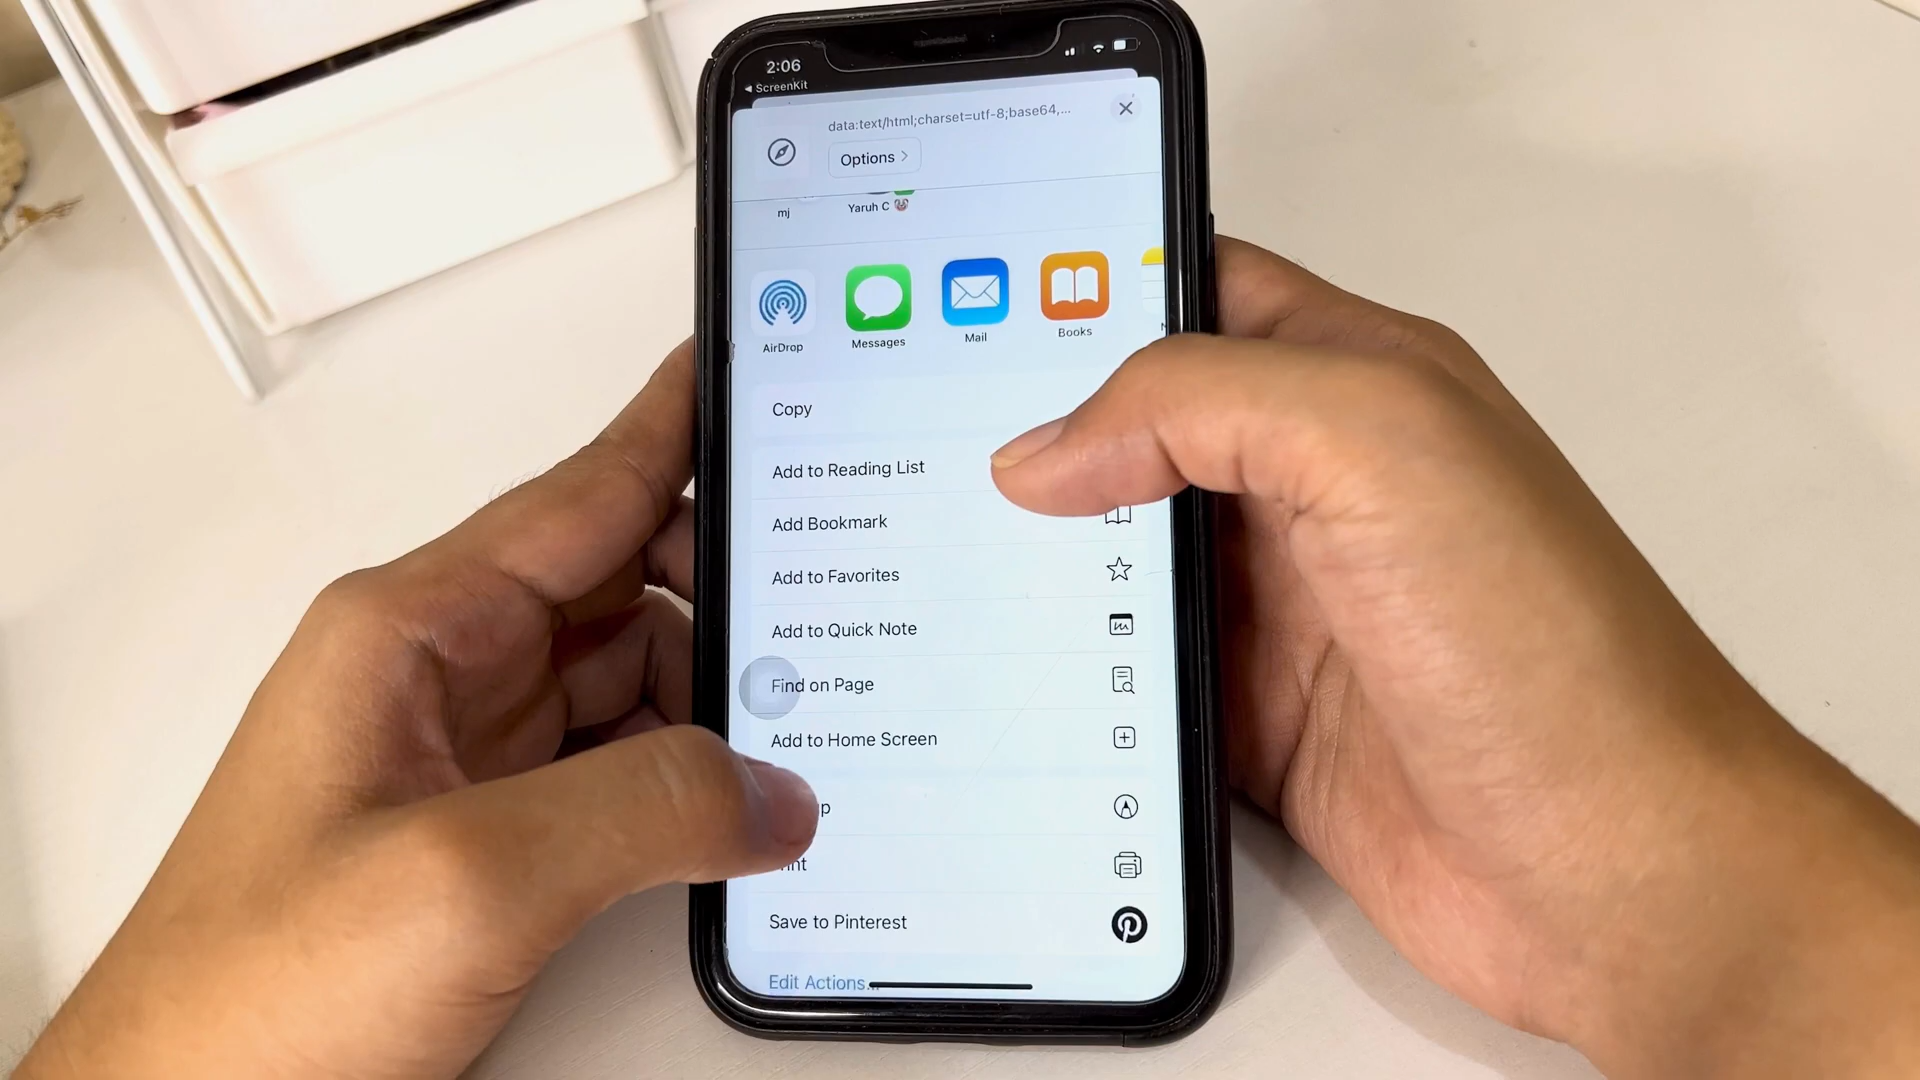 2:06
◀ ScreenKit
data:text/html;charset=utf-8;base64,...
Options >
mj
Yaruh C 🤡
AirDrop
Messages
Mail
Books
Copy
Add to Reading List
Add Bookmark
Add to Favorites
Add to Quick Note
Find on Page
Add to Home Screen
Save to Pinterest
Edit Actions...